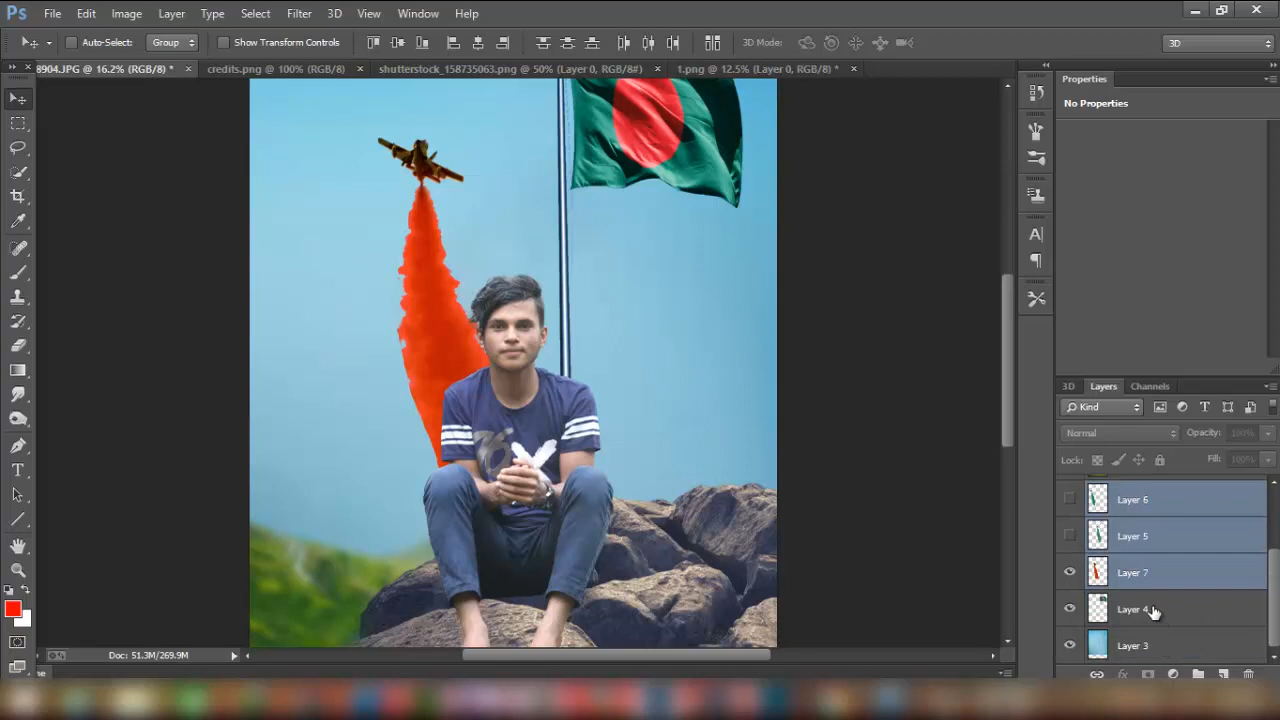 Ps File Edit Image Layer Type Select Filter 3D View Window Help
Auto-Select: Group Show Transform Controls 3D Mode: 3D
8904.JPG @ 16.2% (RGB/8) * × credits.png @ 100% (RGB/8) × shutterstock_158735063.png @ 50% (Layer 0, RGB/8#) × 1.png @ 12.5% (Layer 0, RGB/8) * ×
Properties
No Properties
3D Layers Channels
Kind
Normal Opacity: 100%
Lock: Fill: 100%
Layer 6
Layer 5
Layer 7
Layer 4
Layer 3
76
Doc: 51.3M/269.9M
ne